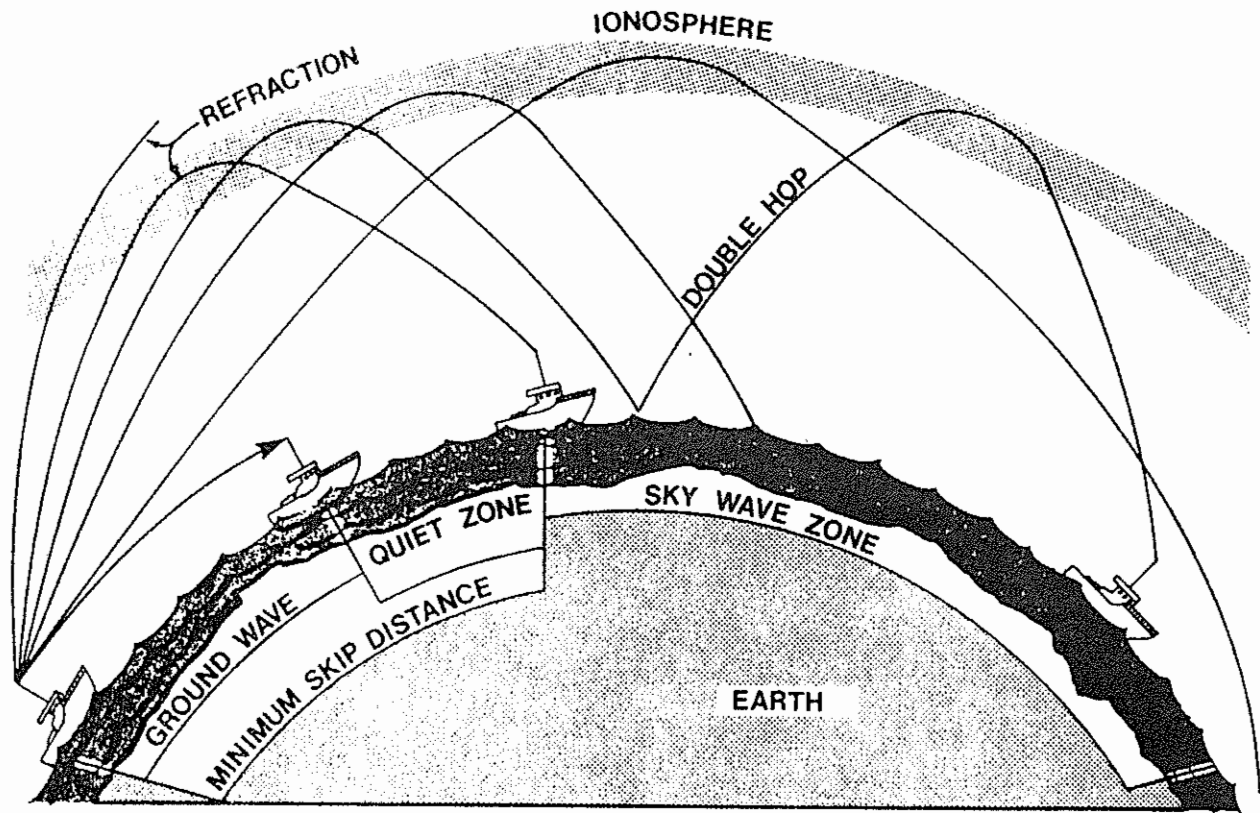 IONOSPHERE
REFRACTION
DOUBLE HOP
QUIET ZONE
SKY WAVE ZONE
GROUND WAVE
MINIMUM SKIP DISTANCE
EARTH